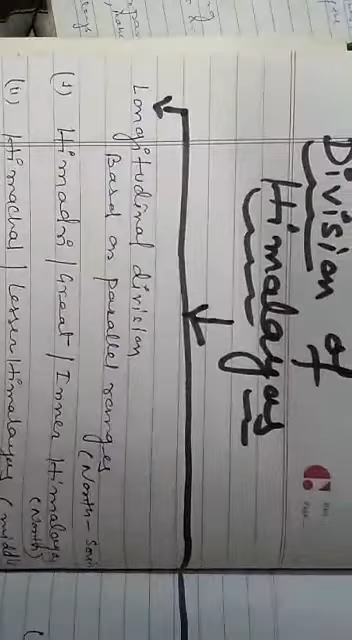 Division of
Himalayas
Longitudinal division
Based on parallel ranges
(North-
(i) Himadri / Great / Inner Himalayas
(North)
(ii) Himachal / Lesser Himalayas (middle